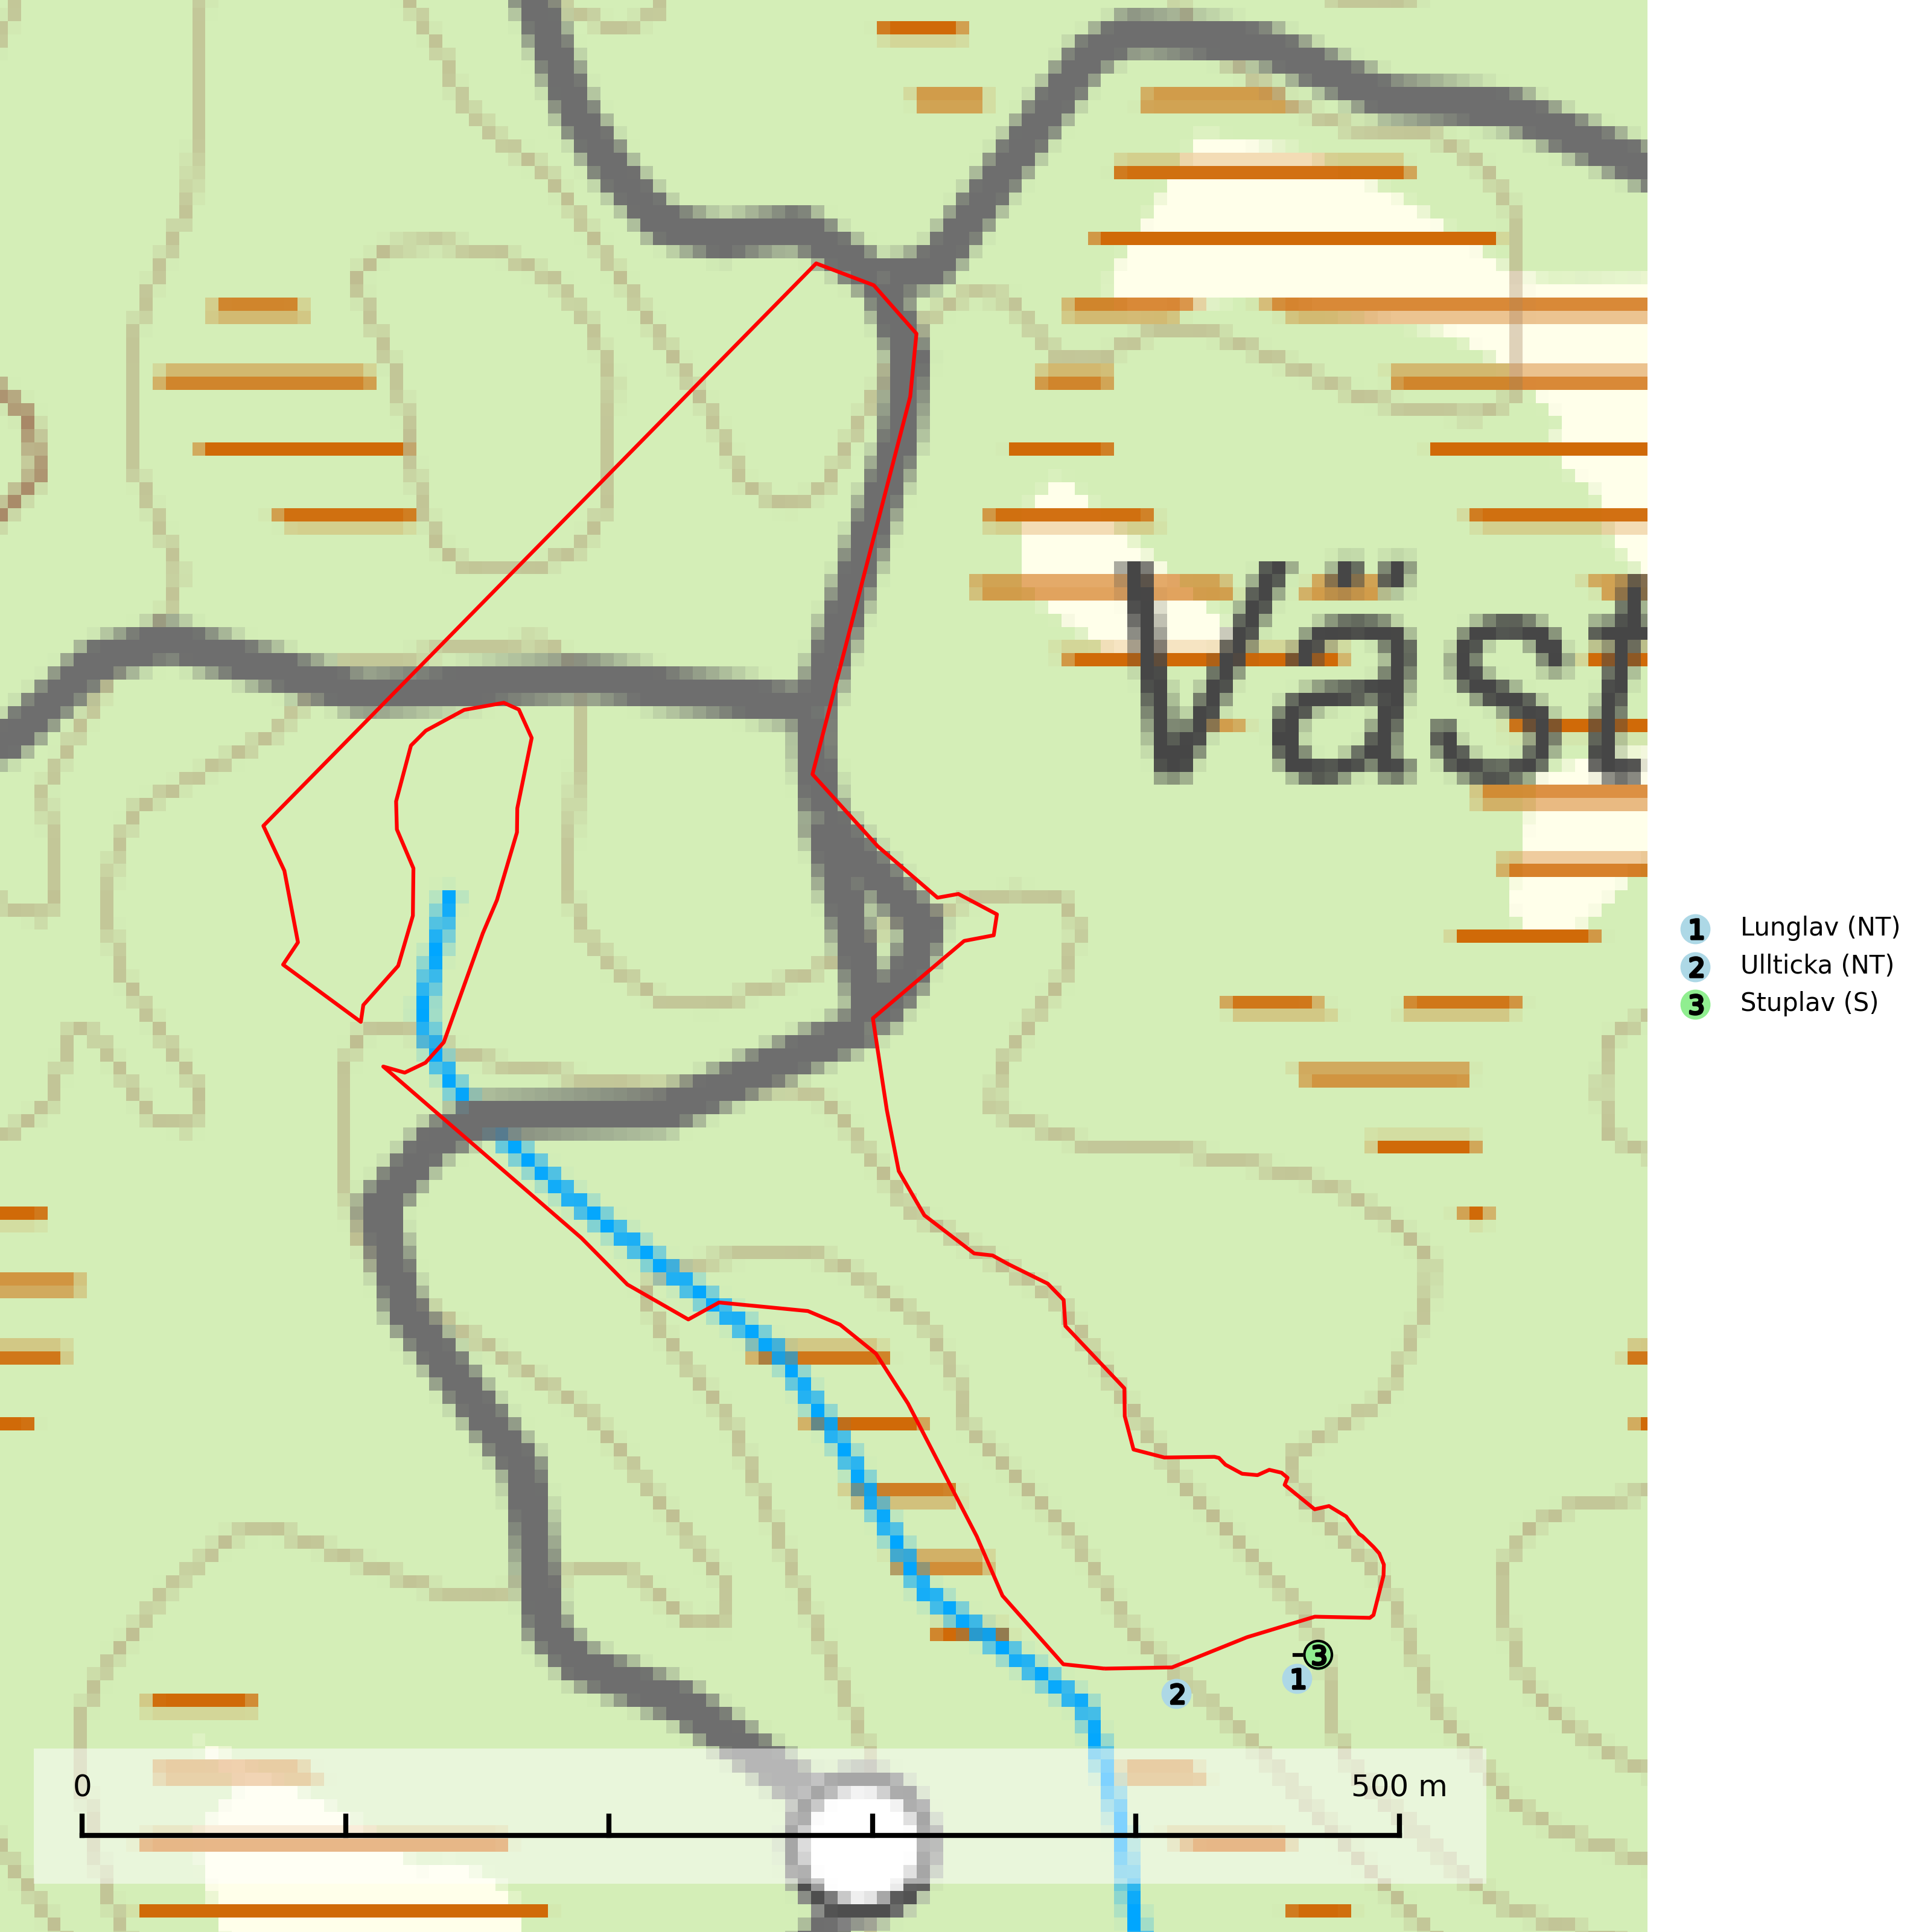 Väst
1 Lunglav (NT)
2 Ullticka (NT)
3 Stuplav (S)
3
1
2
0 500 m